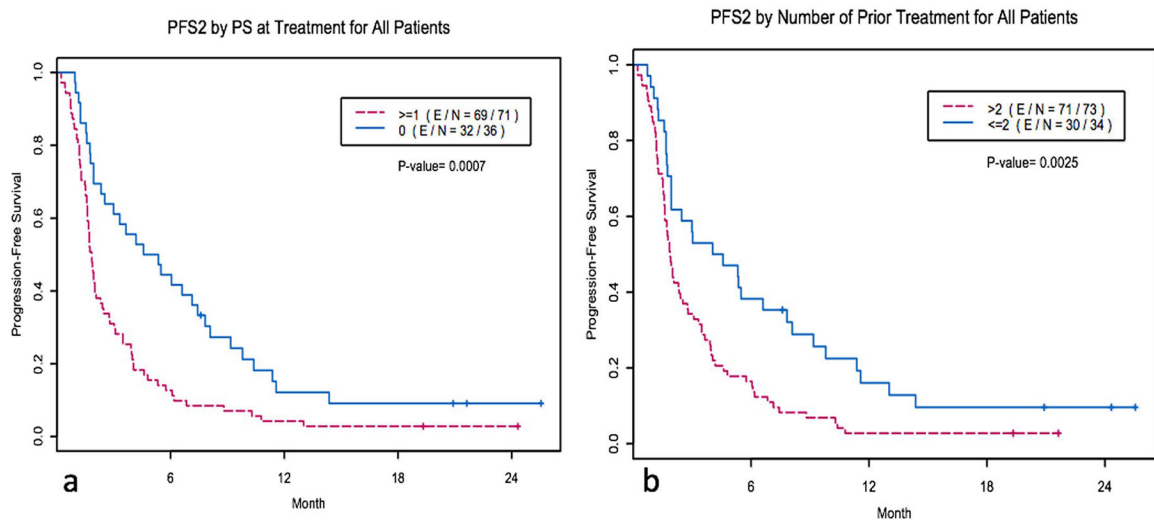 PFS2 by PS at Treatment for All Patients
Progression-Free Survival
1.0
0.8
0.6
0.4
0.2
0.0
>=1 ( E / N = 69 / 71 )
0 ( E / N = 32 / 36 )
P-value= 0.0007
a
6
12
18
24
Month
PFS2 by Number of Prior Treatment for All Patients
Progression-Free Survival
1.0
0.8
0.6
0.4
0.2
0.0
>2 ( E / N = 71 / 73 )
<=2 ( E / N = 30 / 34 )
P-value= 0.0025
b
6
12
18
24
Month